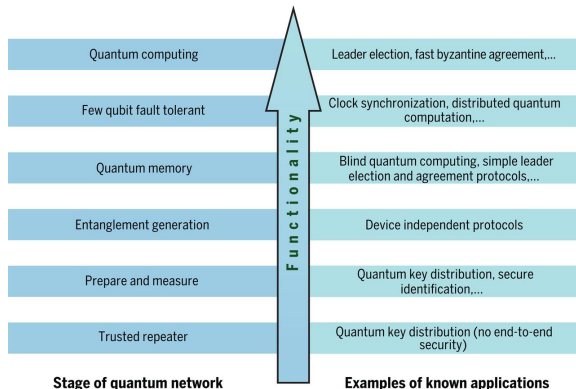 Quantum computing
Leader election, fast byzantine agreement,...
Few qubit fault tolerant
Clock synchronization, distributed quantum
computation,...
Quantum memory
Blind quantum computing, simple leader
election and agreement protocols,...
Entanglement generation
Device independent protocols
Prepare and measure
Quantum key distribution, secure
identification,...
Trusted repeater
Quantum key distribution (no end-to-end
security)
Functionality
Stage of quantum network
Examples of known applications